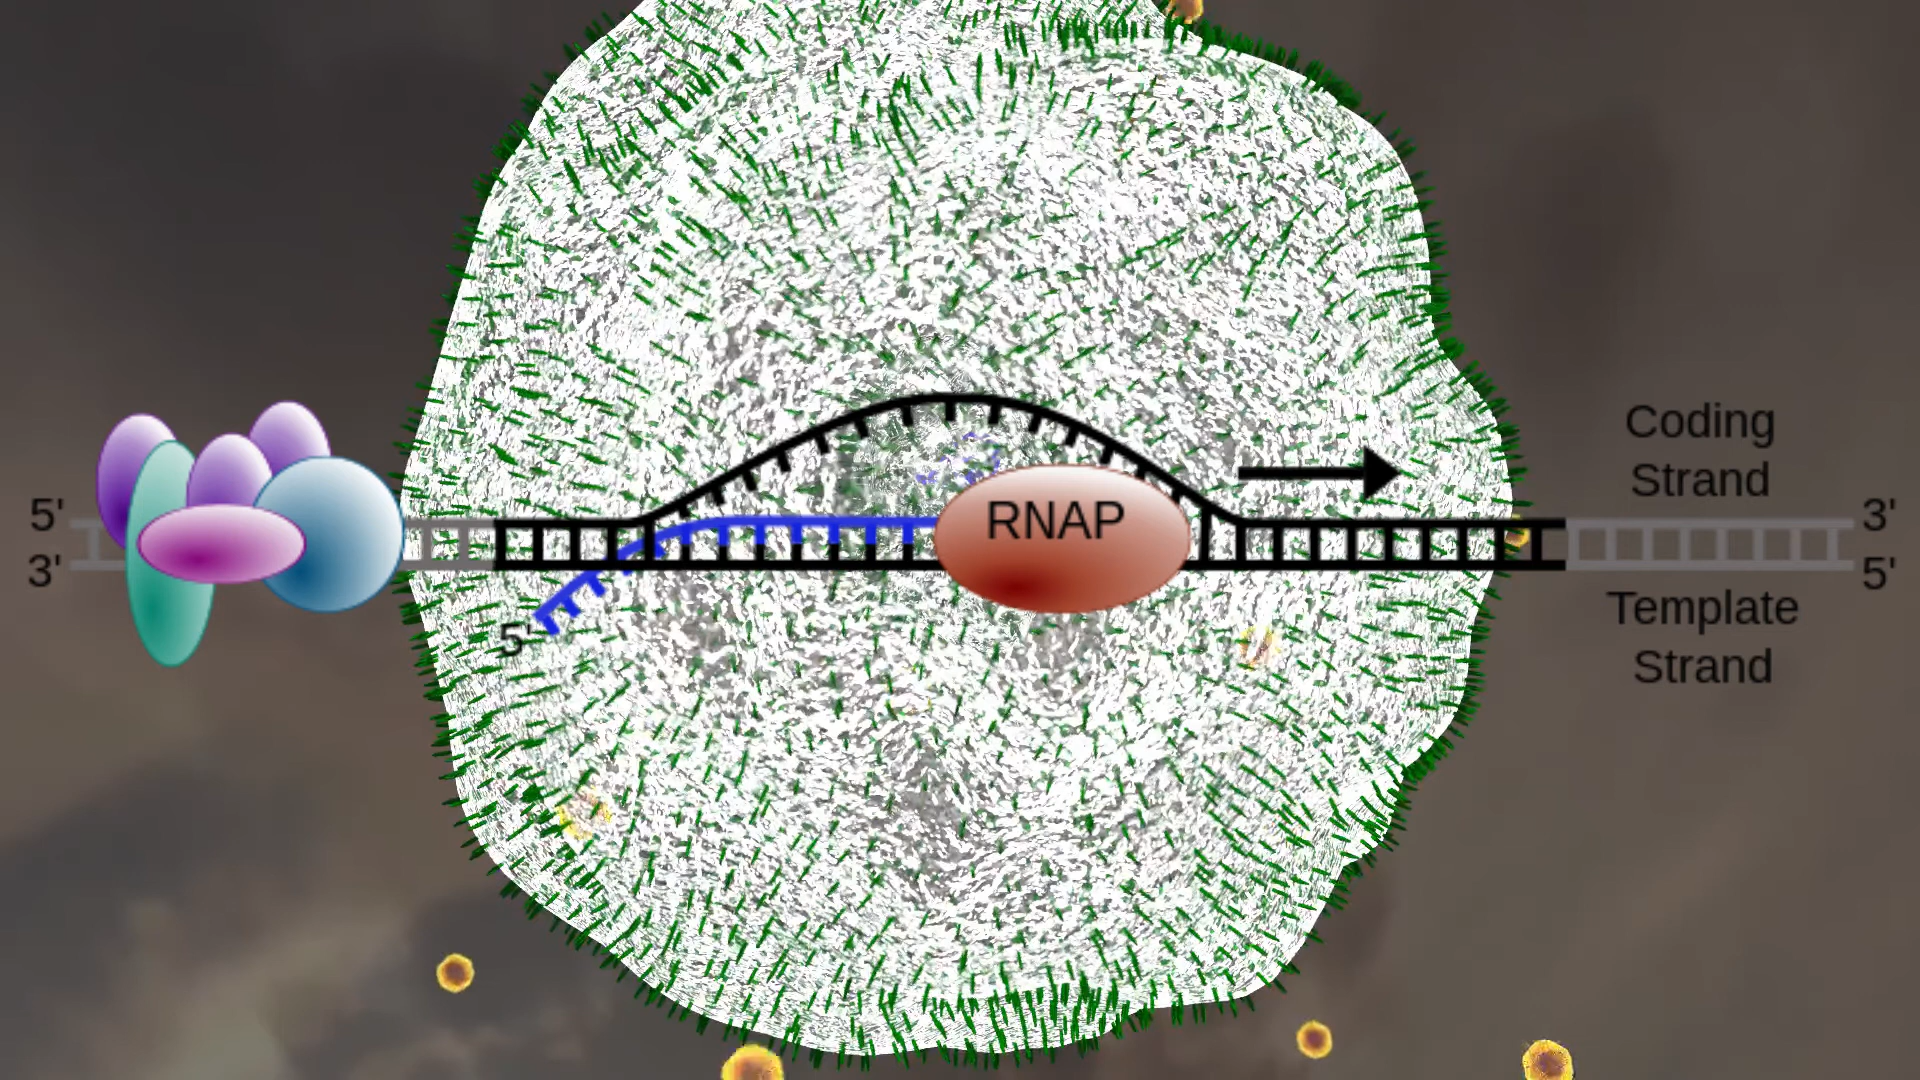 RNAP
Coding
Strand
5'
3'
3'
5'
Template
Strand
5'